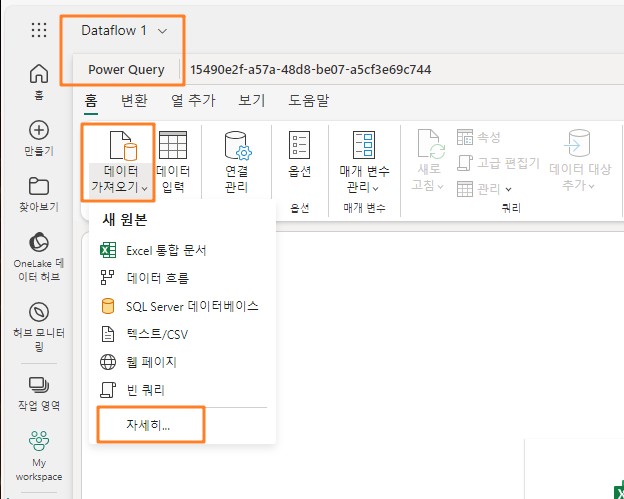 Dataflow 1
Power Query
15490e2f-a57a-48d8-be07-a5cf3e69c744
홈
변환
열 추가
보기
도움말
데이터
가져오기
데이터
입력
연결
관리
옵션
매개 변수
관리
새로
고침
속성
고급 편집기
관리
데이터 대상
추가
옵션
매개 변수
쿼리
새 원본
Excel 통합 문서
데이터 흐름
SQL Server 데이터베이스
텍스트/CSV
웹 페이지
빈 쿼리
자세히...
홈
만들기
찾아보기
OneLake 데
이터 허브
허브 모니터
링
작업 영역
My
workspace